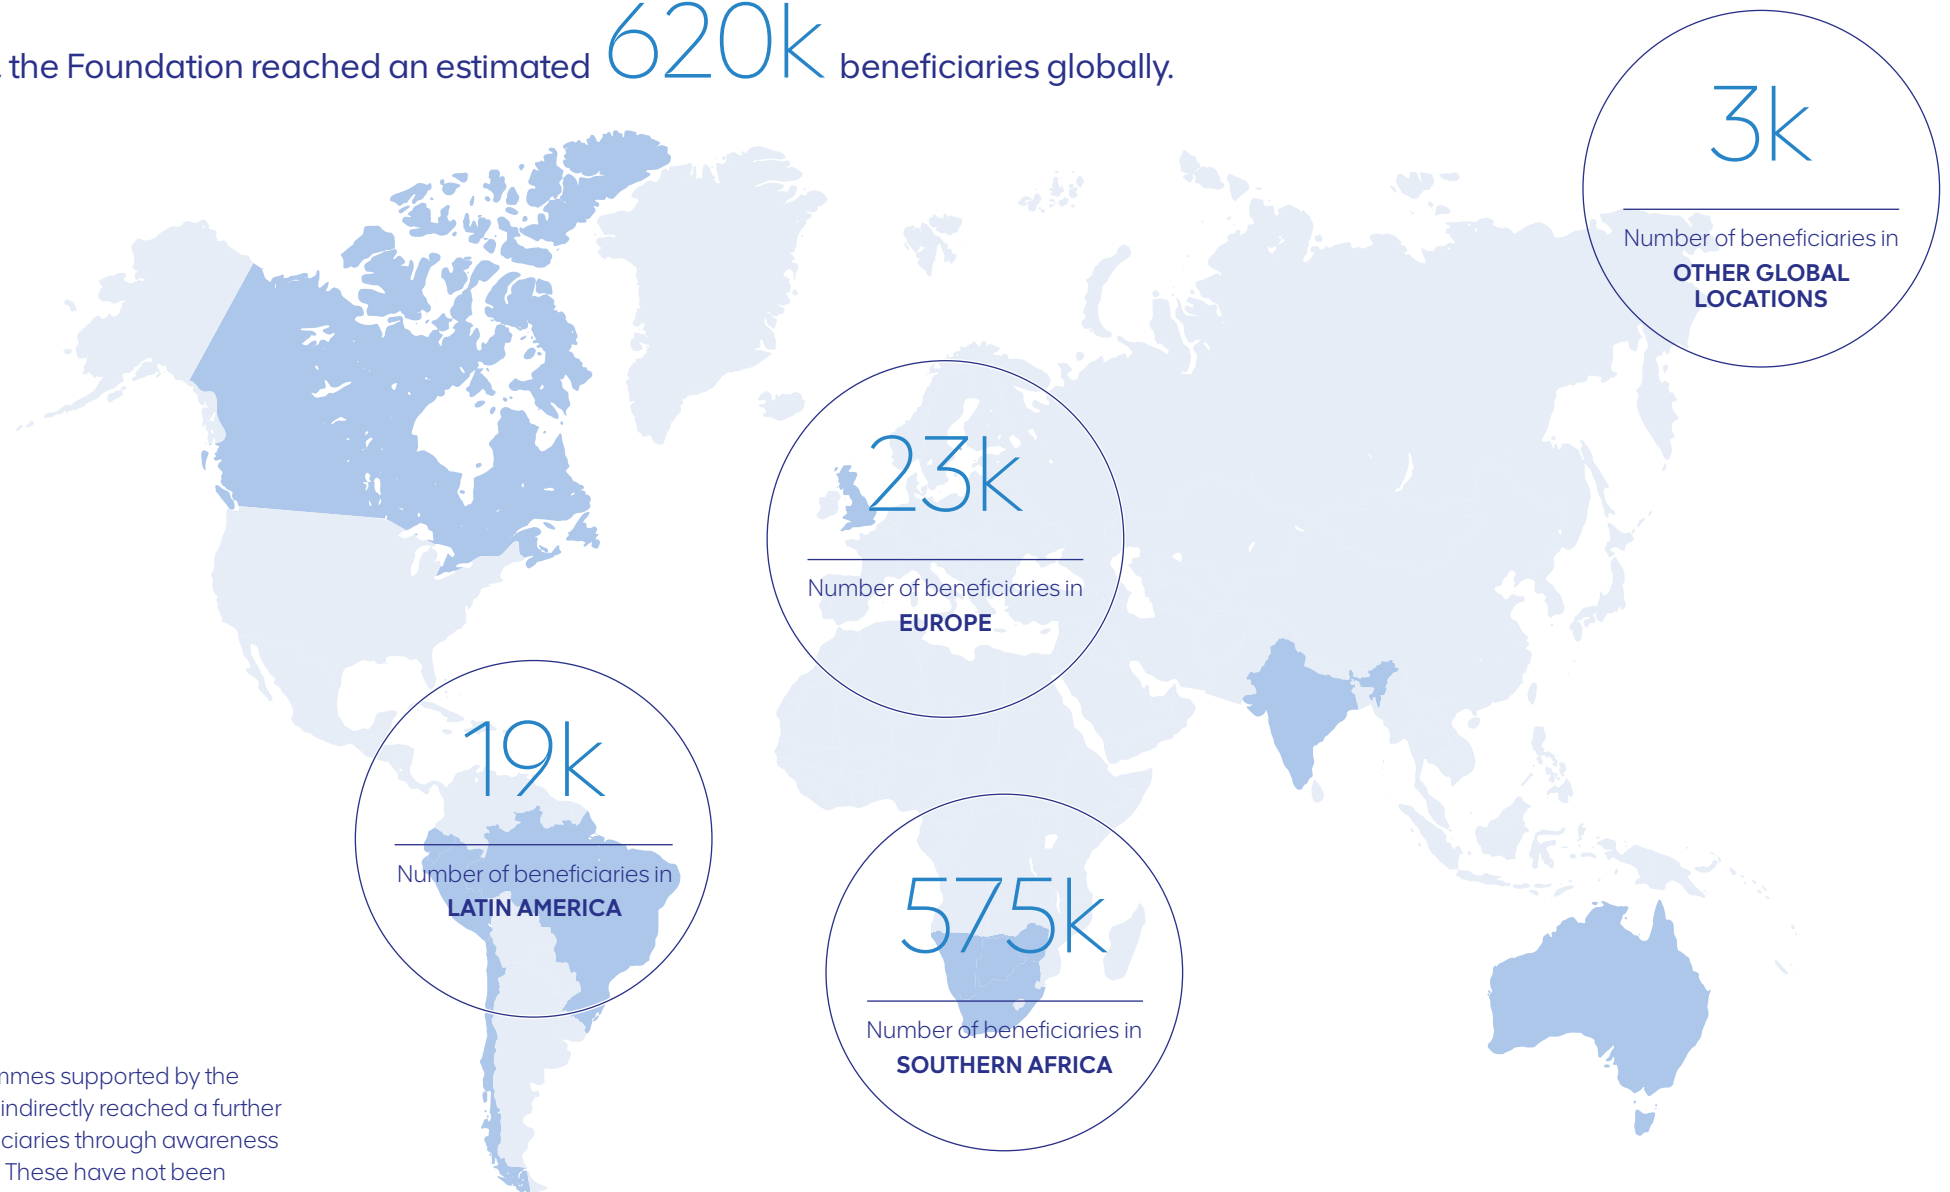 the Foundation reached an estimated 620k beneficiaries globally.
3k
Number of beneficiaries in
OTHER GLOBAL
LOCATIONS
23k
Number of beneficiaries in
EUROPE
19k
Number of beneficiaries in
LATIN AMERICA
575k
Number of beneficiaries in
SOUTHERN AFRICA
supported by the
indirectly reached a further
through awareness
These have not been